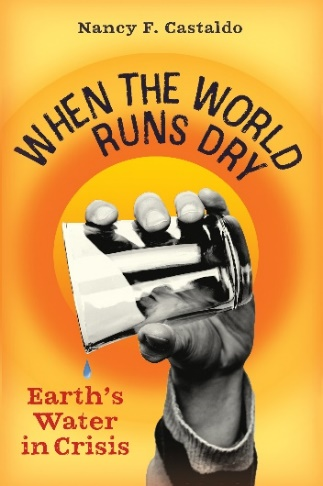 Nancy F. Castaldo
WHEN THE WORLD
RUNS DRY
Earth's
Water
in Crisis